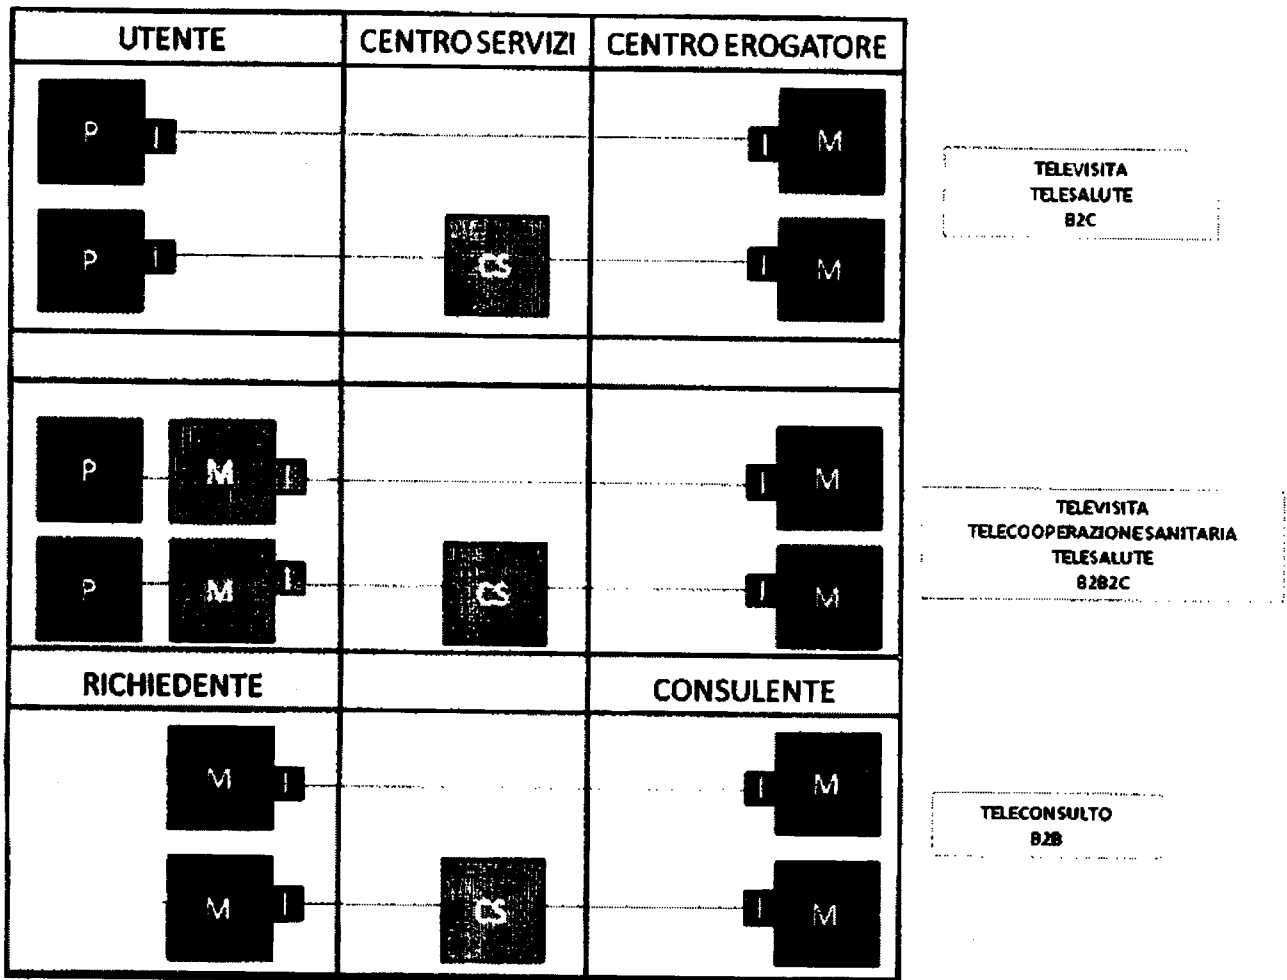 UTENTE
CENTRO SERVIZI
CENTRO EROGATORE
P I I M
TELEVISITA
TELESALUTE
B2C
P I CS I M
P M I I M
TELEVISITA
TELECOOPERAZIONE SANITARIA
TELESALUTE
B2B2C
P M I CS I M
RICHIEDENTE
CONSULENTE
M I I M
TELECONSULTO
B2B
M I CS I M